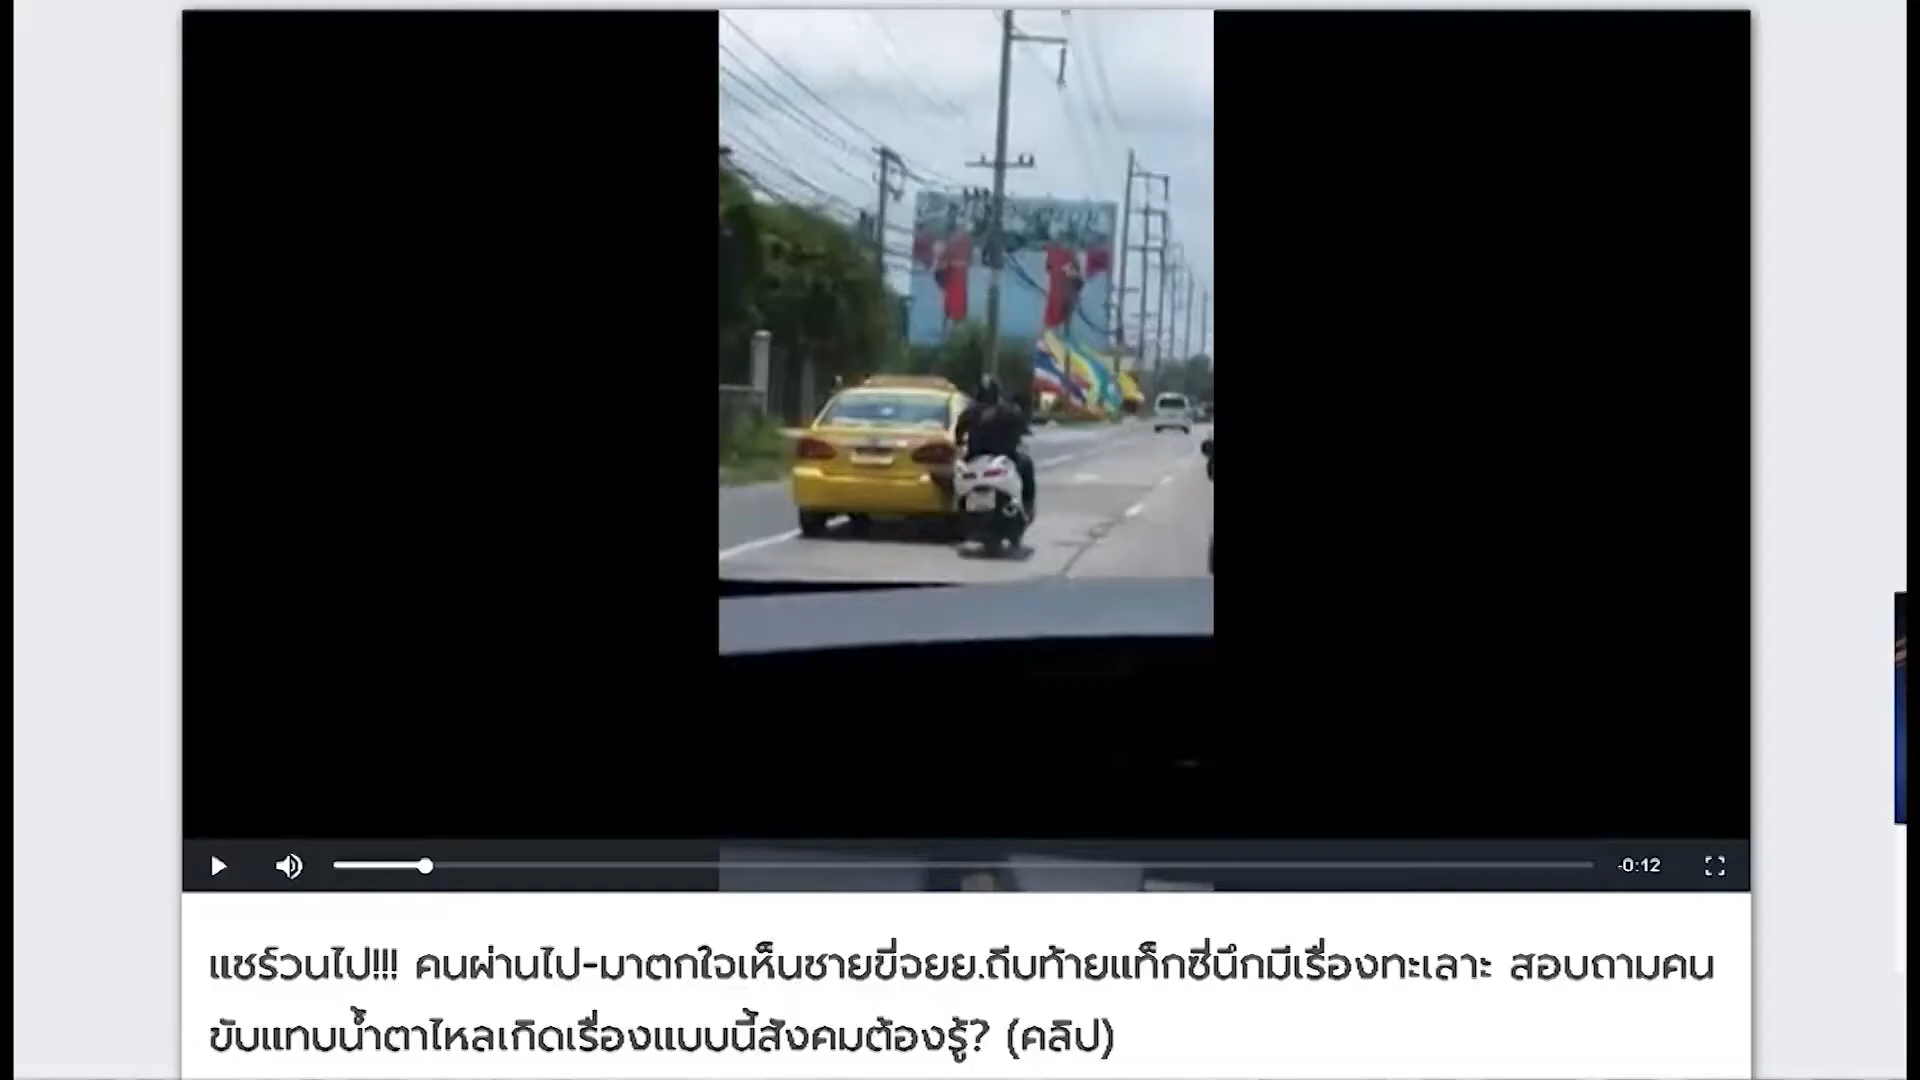 -0:12
แชร์วนไป!!! คนผ่านไป-มาตกใจเห็นชายขี่จยย.ถีบท้ายแท็กซี่นึกมีเรื่องทะเลาะ สอบถามคน
ขับแทบน้ำตาไหลเกิดเรื่องแบบนี้สังคมต้องรู้? (คลิป)